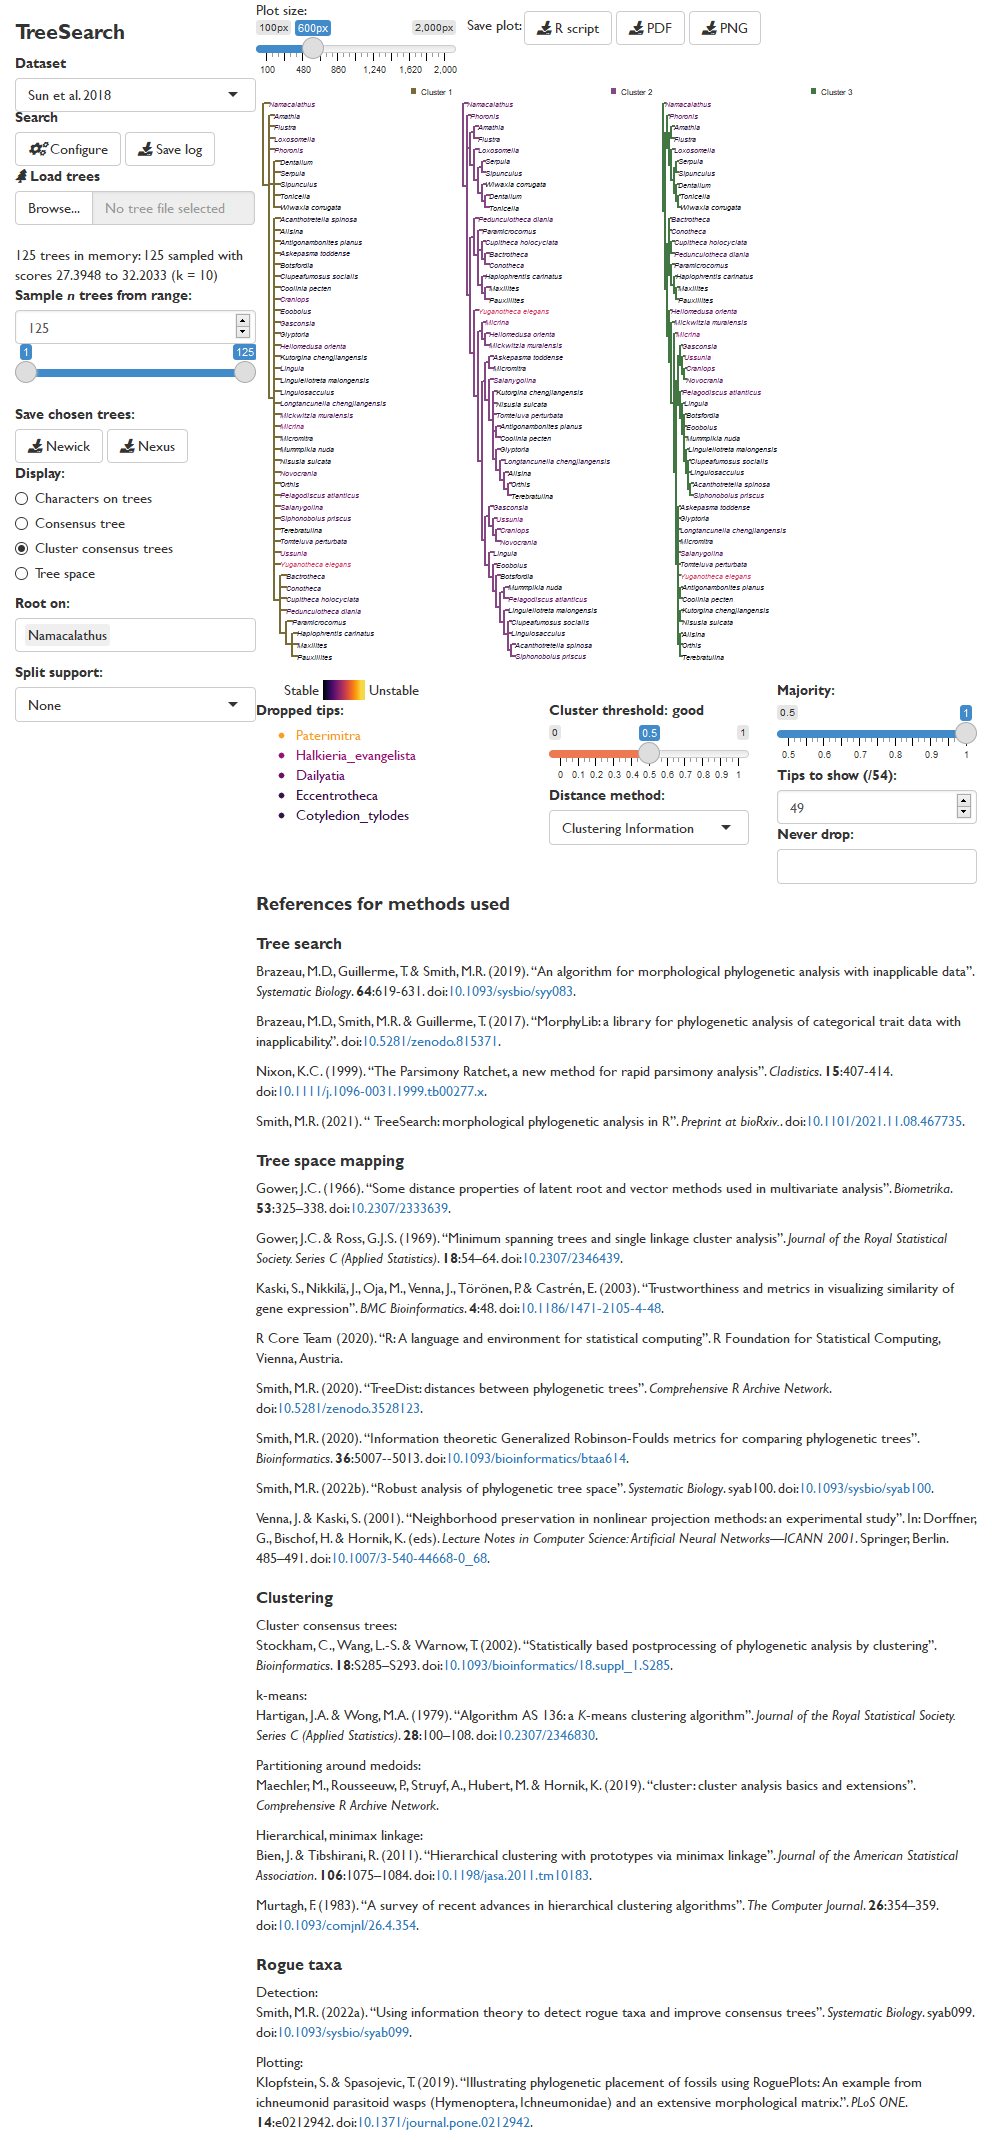 TreeSearch
Dataset
Sun et al. 2018
Search
Configure
Save log
Load trees
Browse...
No tree file selected
125 trees in memory: 125 sampled with
scores 27.3948 to 32.2033 (k = 10)
Sample n trees from range:
125
1
125
Save chosen trees:
Newick
Nexus
Display:
Characters on trees
Consensus tree
Cluster consensus trees
Tree space
Root on:
Namacalathus
Split support:
None
Plot size:
100px
600px
2,000px
100 480 860 1,240 1,620 2,000
Save plot:
R script
PDF
PNG
Cluster 1
Namacalathus
Amathia
Flustra
Loxosomella
Phoronis
Dentalium
Serpula
Sipunculus
Tonicella
Wiwaxia corrugata
Acanthotretella spinosa
Alisina
Antigonambonites planus
Askepasma toddense
Botsfordia
Clupeafumosus socialis
Coolinia pecten
Craniops
Eoobolus
Gasconsia
Glyptoria
Heliomedusa orienta
Kutorgina chengjiangensis
Lingula
Lingulellotreta malongensis
Lingulosacculus
Longtancunella chengjiangensis
Mickwitzia muralensis
Micrina
Micromitra
Mummpikia nuda
Nisusia sulcata
Novocrania
Orthis
Pelagodiscus atlanticus
Salanygolina
Siphonobolus priscus
Terebratulina
Tomteluva perturbata
Ussunia
Yuganotheca elegans
Bactrotheca
Conotheca
Cupitheca holocyclata
Pedunculotheca diania
Paramicrocornus
Haplophrentis carinatus
Maxilites
Pauxillites
Cluster 2
Namacalathus
Phoronis
Amathia
Flustra
Loxosomella
Serpula
Sipunculus
Wiwaxia corrugata
Dentalium
Tonicella
Pedunculotheca diania
Paramicrocornus
Cupitheca holocyclata
Bactrotheca
Conotheca
Haplophrentis carinatus
Maxilites
Pauxillites
Yuganotheca elegans
Micrina
Heliomedusa orienta
Mickwitzia muralensis
Askepasma toddense
Micromitra
Salanygolina
Kutorgina chengjiangensis
Nisusia sulcata
Tomteluva perturbata
Antigonambonites planus
Coolinia pecten
Glyptoria
Longtancunella chengjiangensis
Alisina
Orthis
Terebratulina
Gasconsia
Ussunia
Craniops
Novocrania
Lingula
Eoobolus
Botsfordia
Mummpikia nuda
Pelagodiscus atlanticus
Lingulellotreta malongensis
Clupeafumosus socialis
Lingulosacculus
Acanthotretella spinosa
Siphonobolus priscus
Cluster 3
Namacalathus
Phoronis
Amathia
Flustra
Loxosomella
Serpula
Sipunculus
Dentalium
Tonicella
Wiwaxia corrugata
Bactrotheca
Conotheca
Cupitheca holocyclata
Pedunculotheca diania
Paramicrocornus
Haplophrentis carinatus
Maxilites
Pauxillites
Heliomedusa orienta
Mickwitzia muralensis
Micrina
Gasconsia
Ussunia
Craniops
Novocrania
Pelagodiscus atlanticus
Lingula
Botsfordia
Eoobolus
Mummpikia nuda
Lingulellotreta malongensis
Clupeafumosus socialis
Lingulosacculus
Acanthotretella spinosa
Siphonobolus priscus
Askepasma toddense
Glyptoria
Longtancunella chengjiangensis
Micromitra
Salanygolina
Tomteluva perturbata
Yuganotheca elegans
Antigonambonites planus
Coolinia pecten
Kutorgina chengjiangensis
Nisusia sulcata
Alisina
Orthis
Terebratulina
Stable
Unstable
Dropped tips:
Paterimitra
Halkieria_evangelista
Dailyatia
Eccentrotheca
Cotyledion_tylodes
Cluster threshold: good
0
0.5
1
0 0.1 0.2 0.3 0.4 0.5 0.6 0.7 0.8 0.9 1
Distance method:
Clustering Information
Majority:
0.5
1
0.5 0.6 0.7 0.8 0.9 1
Tips to show (/54):
49
Never drop:
References for methods used
Tree search
Brazeau, M.D., Guillerme, T. & Smith, M.R. (2019). “An algorithm for morphological phylogenetic analysis with inapplicable data”.
Systematic Biology. 64:619-631. doi:10.1093/sysbio/syy083.
Brazeau, M.D., Smith, M.R. & Guillerme, T. (2017). “MorphyLib: a library for phylogenetic analysis of categorical trait data with
inapplicability.”. doi:10.5281/zenodo.815371.
Nixon, K.C. (1999). “The Parsimony Ratchet, a new method for rapid parsimony analysis”. Cladistics. 15:407-414.
doi:10.1111/j.1096-0031.1999.tb00277.x.
Smith, M.R. (2021). “ TreeSearch: morphological phylogenetic analysis in R”. Preprint at bioRxiv.. doi:10.1101/2021.11.08.467735.
Tree space mapping
Gower, J.C. (1966). “Some distance properties of latent root and vector methods used in multivariate analysis”. Biometrika.
53:325–338. doi:10.2307/2333639.
Gower, J.C. & Ross, G.J.S. (1969). “Minimum spanning trees and single linkage cluster analysis”. Journal of the Royal Statistical
Society. Series C (Applied Statistics). 18:54–64. doi:10.2307/2346439.
Kaski, S., Nikkilä, J., Oja, M., Venna, J., Törönen, P. & Castrén, E. (2003). “Trustworthiness and metrics in visualizing similarity of
gene expression”. BMC Bioinformatics. 4:48. doi:10.1186/1471-2105-4-48.
R Core Team (2020). “R: A language and environment for statistical computing”. R Foundation for Statistical Computing,
Vienna, Austria.
Smith, M.R. (2020). “TreeDist: distances between phylogenetic trees”. Comprehensive R Archive Network.
doi:10.5281/zenodo.3528123.
Smith, M.R. (2020). “Information theoretic Generalized Robinson-Foulds metrics for comparing phylogenetic trees”.
Bioinformatics. 36:5007--5013. doi:10.1093/bioinformatics/btaa614.
Smith, M.R. (2022b). “Robust analysis of phylogenetic tree space”. Systematic Biology. syab100. doi:10.1093/sysbio/syab100.
Venna, J. & Kaski, S. (2001). “Neighborhood preservation in nonlinear projection methods: an experimental study”. In: Dorffner,
G., Bischof, H. & Hornik, K. (eds). Lecture Notes in Computer Science: Artificial Neural Networks—ICANN 2001. Springer, Berlin.
485–491. doi:10.1007/3-540-44668-0_68.
Clustering
Cluster consensus trees:
Stockham, C., Wang, L.-S. & Warnow, T. (2002). “Statistically based postprocessing of phylogenetic analysis by clustering”.
Bioinformatics. 18:S285–S293. doi:10.1093/bioinformatics/18.suppl_1.S285.
k-means:
Hartigan, J.A. & Wong, M.A. (1979). “Algorithm AS 136: a K-means clustering algorithm”. Journal of the Royal Statistical Society.
Series C (Applied Statistics). 28:100–108. doi:10.2307/2346830.
Partitioning around medoids:
Maechler, M., Rousseeuw, P., Struyf, A., Hubert, M. & Hornik, K. (2019). “cluster: cluster analysis basics and extensions”.
Comprehensive R Archive Network.
Hierarchical, minimax linkage:
Bien, J. & Tibshirani, R. (2011). “Hierarchical clustering with prototypes via minimax linkage”. Journal of the American Statistical
Association. 106:1075–1084. doi:10.1198/jasa.2011.tm10183.
Murtagh, F. (1983). “A survey of recent advances in hierarchical clustering algorithms”. The Computer Journal. 26:354–359.
doi:10.1093/comjnl/26.4.354.
Rogue taxa
Detection:
Smith, M.R. (2022a). “Using information theory to detect rogue taxa and improve consensus trees”. Systematic Biology. syab099.
doi:10.1093/sysbio/syab099.
Plotting:
Klopfstein, S. & Spasojevic, T. (2019). “Illustrating phylogenetic placement of fossils using RoguePlots: An example from
ichneumonid parasitoid wasps (Hymenoptera, Ichneumonidae) and an extensive morphological matrix.”. PLoS ONE.
14:e0212942. doi:10.1371/journal.pone.0212942.